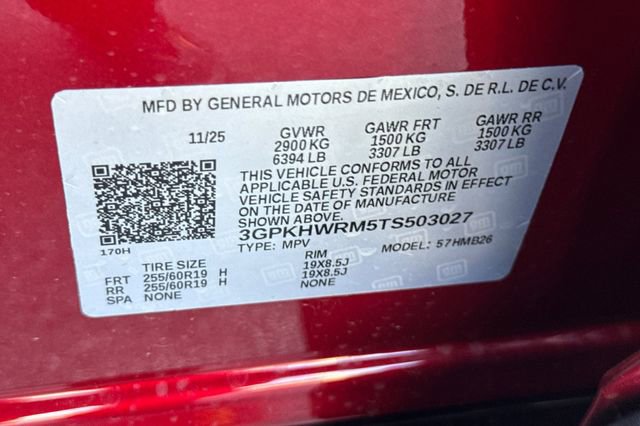 MFD BY GENERAL MOTORS DE MEXICO, S. DE R.L. DE C.V.
11/25 GVWR GAWR FRT GAWR RR
2900 KG 1500 KG 1500 KG
6394 LB 3307 LB 3307 LB
THIS VEHICLE CONFORMS TO ALL
APPLICABLE U.S. FEDERAL MOTOR
VEHICLE SAFETY STANDARDS IN EFFECT
ON THE DATE OF MANUFACTURE
SHOWN ABOVE.
3GPKHWRM5TS503027
170H TYPE: MPV MODEL: 57HMB26
TIRE SIZE RIM
FRT 255/60R19 H 19X8.5J
RR 255/60R19 H 19X8.5J
SPA NONE NONE